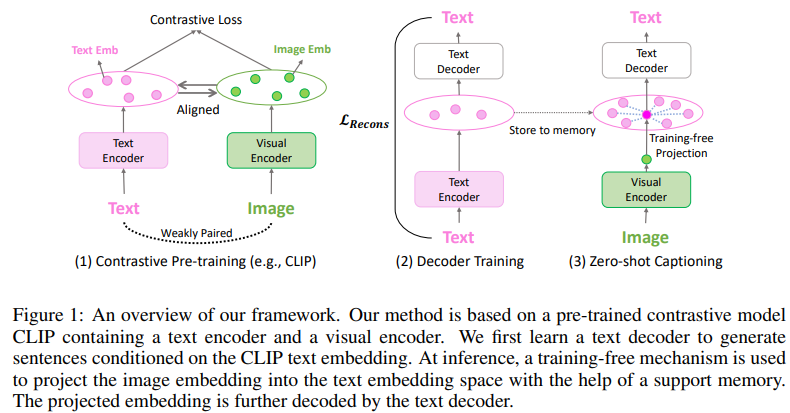 Contrastive Loss
Text Emb
Image Emb
Aligned
Text
Encoder
Visual
Encoder
Text
Image
Weakly Paired
(1) Contrastive Pre-training (e.g., CLIP)
Text
Text
Decoder
ℒRecons
Store to memory
Text
Encoder
Text
(2) Decoder Training
Text
Text
Decoder
Training-free
Projection
Visual
Encoder
Image
(3) Zero-shot Captioning
Figure 1: An overview of our framework. Our method is based on a pre-trained contrastive model
CLIP containing a text encoder and a visual encoder. We first learn a text decoder to generate
sentences conditioned on the CLIP text embedding. At inference, a training-free mechanism is used
to project the image embedding into the text embedding space with the help of a support memory.
The projected embedding is further decoded by the text decoder.